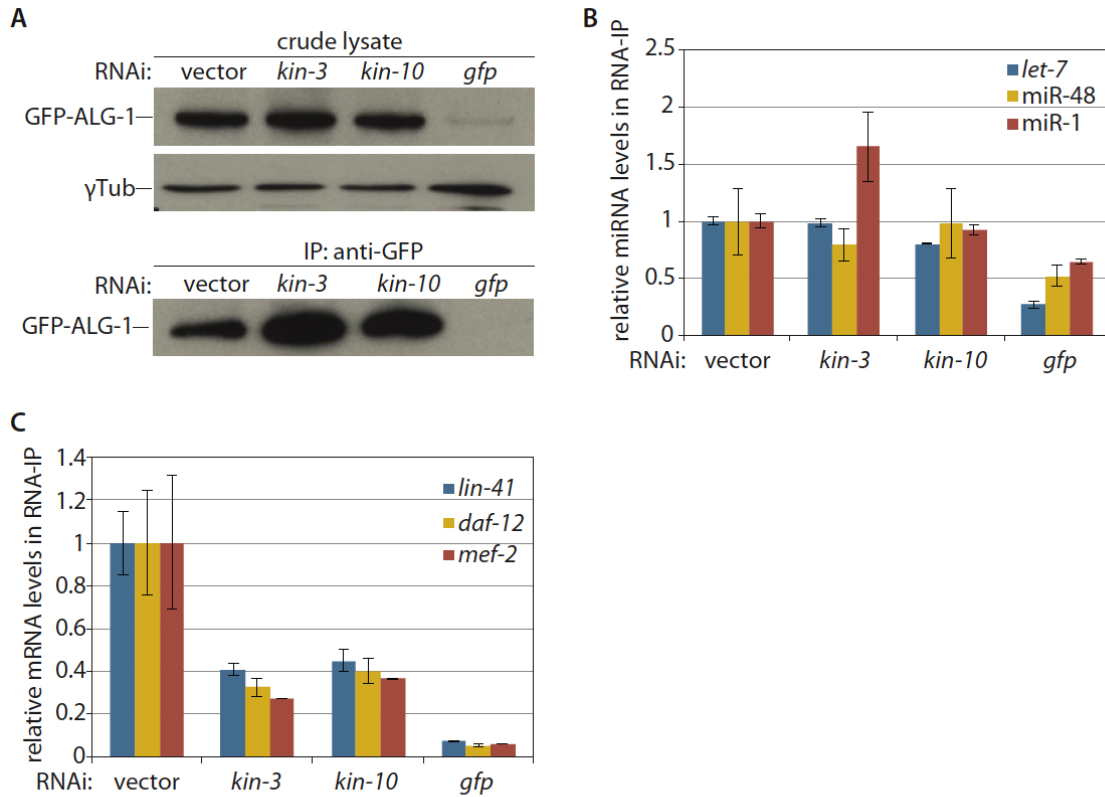 A
crude lysate
RNAi: vector kin-3 kin-10 gfp
GFP-ALG-1
γTub
IP: anti-GFP
RNAi: vector kin-3 kin-10 gfp
GFP-ALG-1
B
relative miRNA levels in RNA-IP
2.5
2
1.5
1
0.5
0
let-7
miR-48
miR-1
RNAi: vector kin-3 kin-10 gfp
C
relative mRNA levels in RNA-IP
1.4
1.2
1
0.8
0.6
0.4
0.2
0
lin-41
daf-12
mef-2
RNAi: vector kin-3 kin-10 gfp